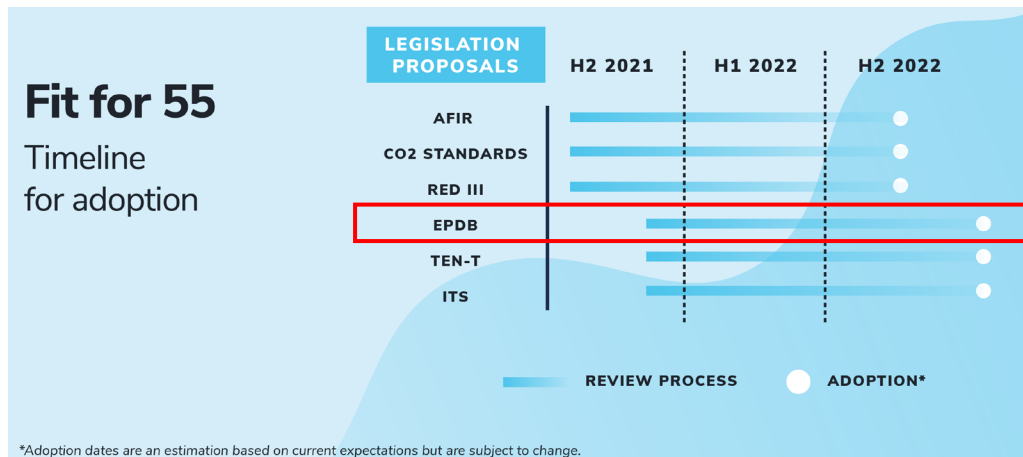 Fit for 55
Timeline
for adoption
LEGISLATION
PROPOSALS
H2 2021
H1 2022
H2 2022
AFIR
CO2 STANDARDS
RED III
EPDB
TEN-T
ITS
REVIEW PROCESS
ADOPTION*
*Adoption dates are an estimation based on current expectations but are subject to change.